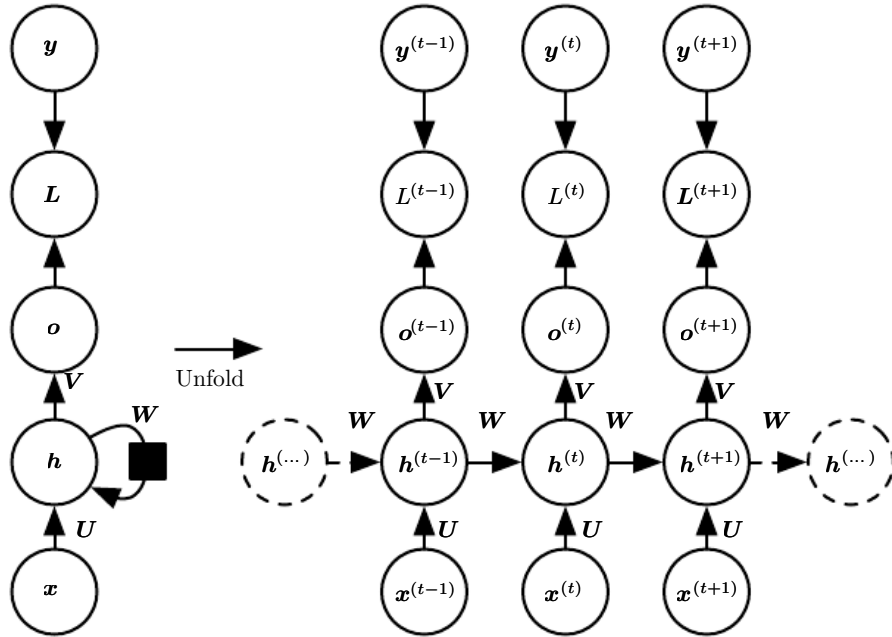 y y^(t−1) y^(t) y^(t+1)
L L^(t−1) L^(t) L^(t+1)
o o^(t−1) o^(t) o^(t+1)
Unfold
V V V V
W W W W W
h h^(...) h^(t−1) h^(t) h^(t+1) h^(...)
U U U U
x x^(t−1) x^(t) x^(t+1)